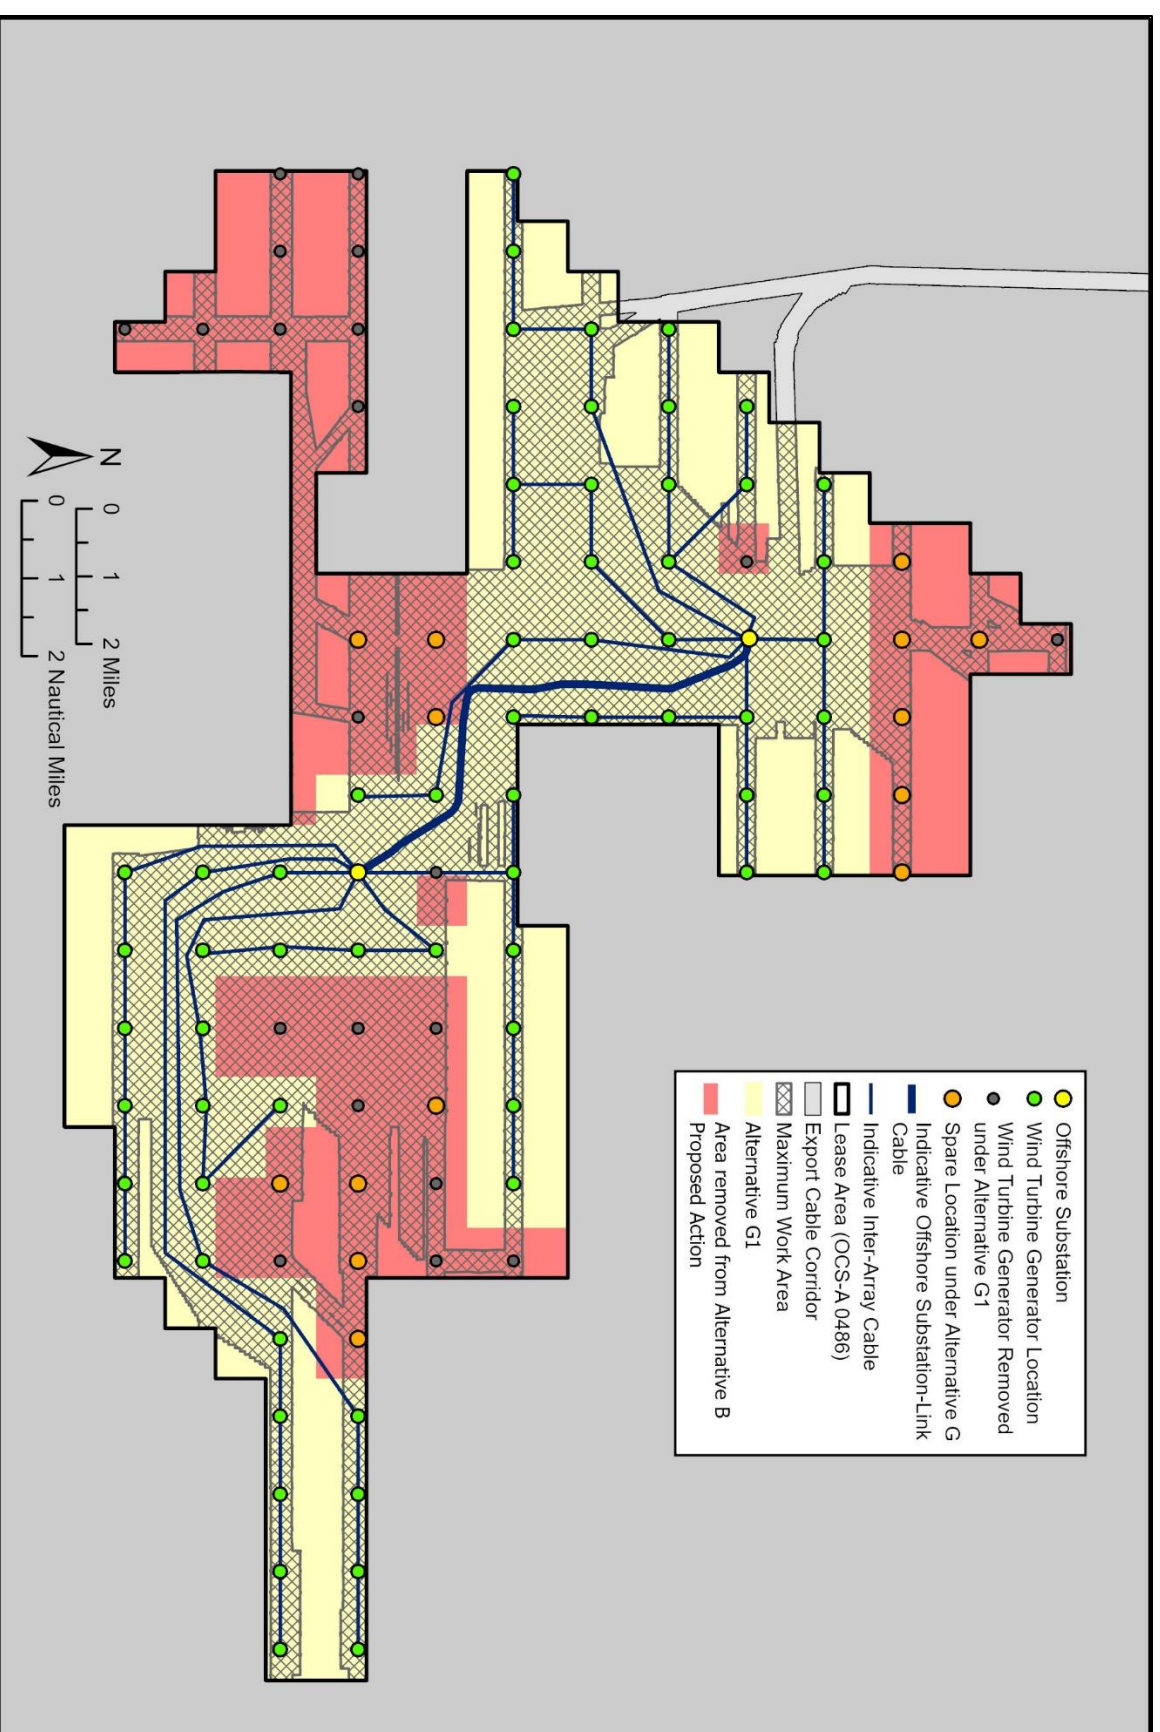 Offshore Substation
Wind Turbine Generator Location
Wind Turbine Generator Removed
under Alternative G1
Spare Location under Alternative G
Indicative Offshore Substation-Link
Cable
Indicative Inter-Array Cable
Lease Area (OCS-A 0486)
Export Cable Corridor
Maximum Work Area
Alternative G1
Area removed from Alternative B
Proposed Action
N
0 1 2 Miles
0 1 2 Nautical Miles